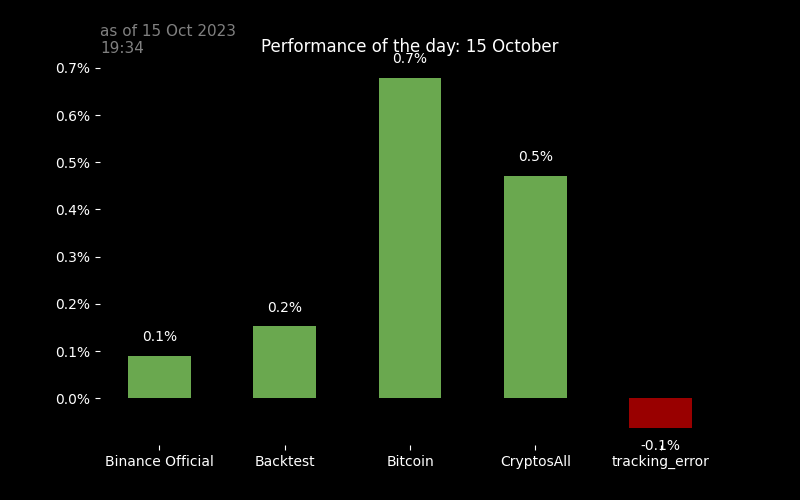 as of 15 Oct 2023
19:34
Performance of the day: 15 October
0.7%
0.7%
0.6%
0.5%
0.5%
0.4%
0.3%
0.2%
0.2%
0.1%
0.1%
0.0%
-0.1%
Binance Official
Backtest
Bitcoin
CryptosAll
tracking_error